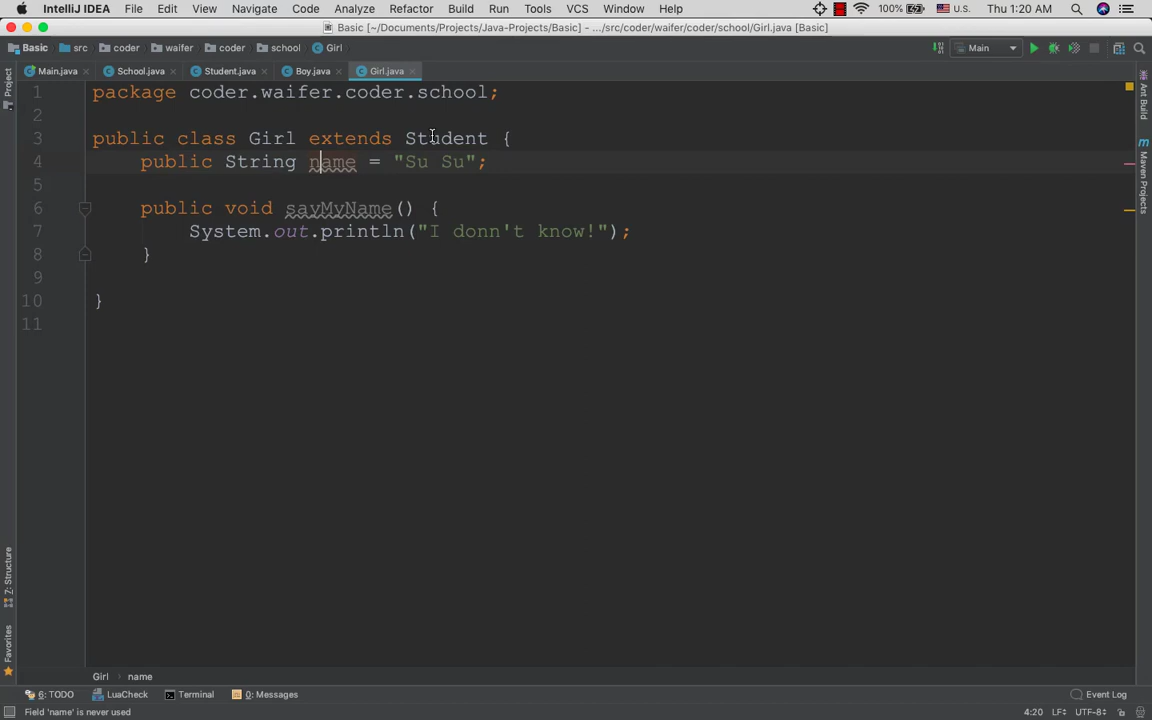 IntelliJ IDEA File Edit View Navigate Code Analyze Refactor Build Run Tools VCS Window Help 100% U.S. Thu 1:20 AM
Basic [~/Documents/Projects/Java-Projects/Basic] - .../src/coder/waifer/coder/school/Girl.java [Basic]
Basic src coder waifer coder school Girl Main
Main.java School.java Student.java Boy.java Girl.java
1 package coder.waifer.coder.school;
2
3 public class Girl extends Student {
4 public String name = "Su Su";
5
6 public void sayMyName() {
7 System.out.println("I donn't know!");
8 }
9
10 }
11
Project
Z: Structure
Favorites
Ant Build
m Maven Projects
Girl name
6: TODO LuaCheck Terminal 0: Messages Event Log
Field 'name' is never used 4:20 LF÷ UTF-8÷